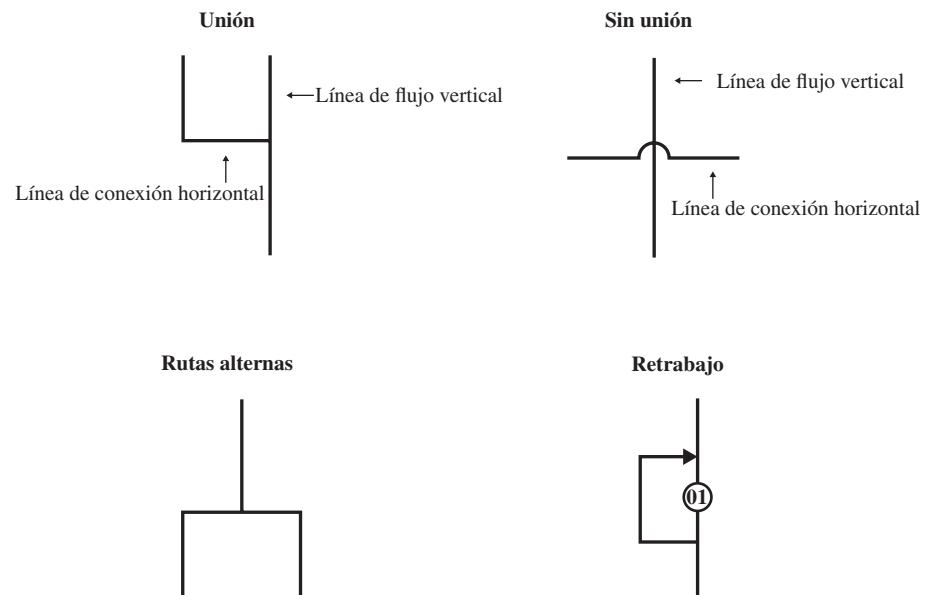 Unión
Sin unión
Línea de flujo vertical
Línea de flujo vertical
Línea de conexión horizontal
Línea de conexión horizontal
Rutas alternas
Retrabajo
01